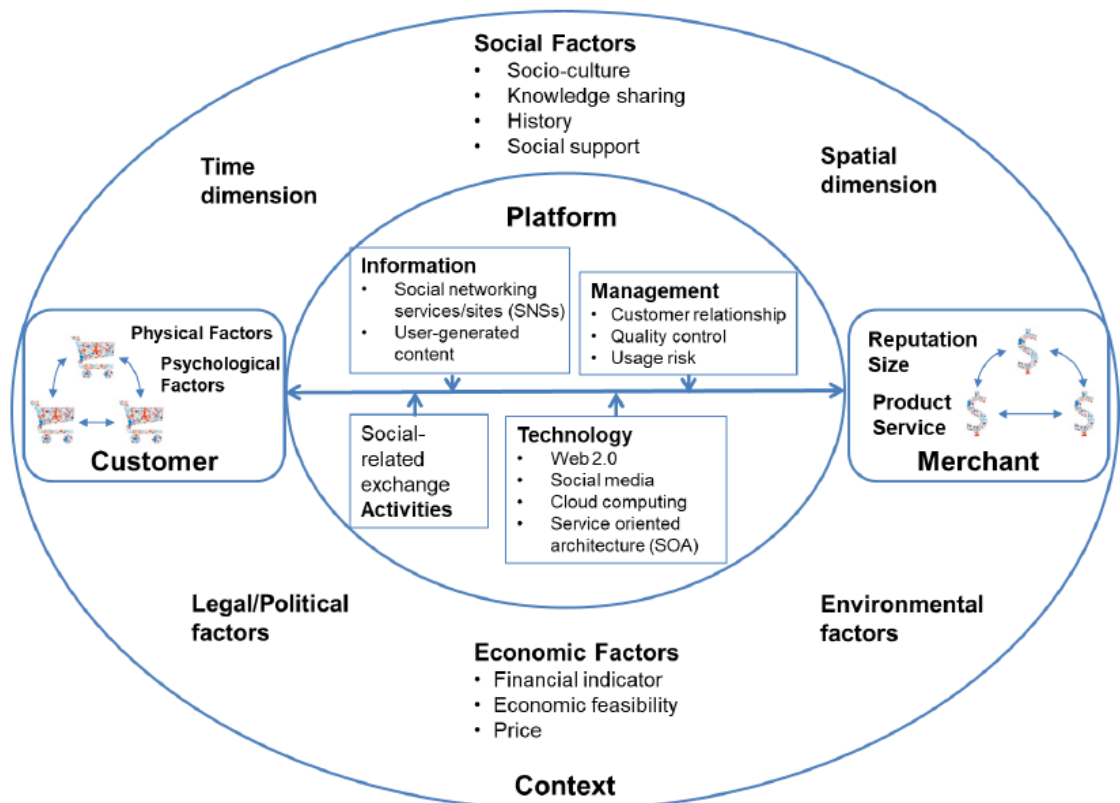 Social Factors
• Socio-culture
• Knowledge sharing
• History
• Social support
Time
dimension
Spatial
dimension
Platform
Information
• Social networking
services/sites (SNSs)
• User-generated
content
Management
• Customer relationship
• Quality control
• Usage risk
Physical Factors
Psychological
Factors
Customer
Reputation
Size
Product
Service
Merchant
Social-
related
exchange
Activities
Technology
• Web 2.0
• Social media
• Cloud computing
• Service oriented
architecture (SOA)
Legal/Political
factors
Environmental
factors
Economic Factors
• Financial indicator
• Economic feasibility
• Price
Context